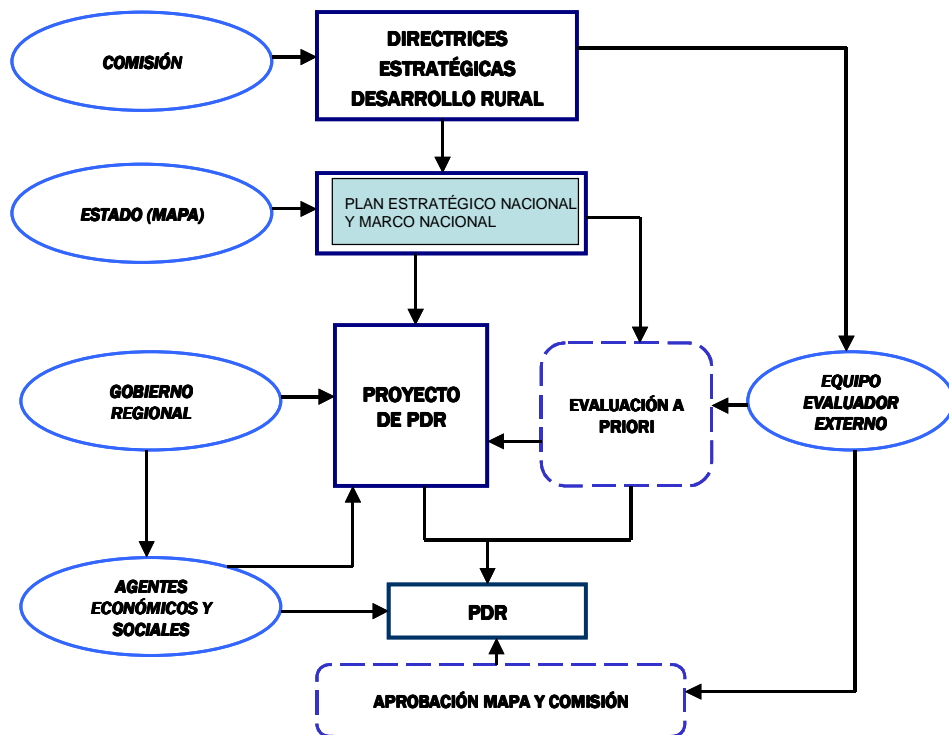 COMISIÓN
DIRECTRICES
ESTRATÉGICAS
DESARROLLO RURAL
ESTADO (MAPA)
PLAN ESTRATÉGICO NACIONAL
Y MARCO NACIONAL
GOBIERNO
REGIONAL
PROYECTO
DE PDR
EVALUACIÓN A
PRIORI
EQUIPO
EVALUADOR
EXTERNO
AGENTES
ECONÓMICOS Y
SOCIALES
PDR
APROBACIÓN MAPA Y COMISIÓN